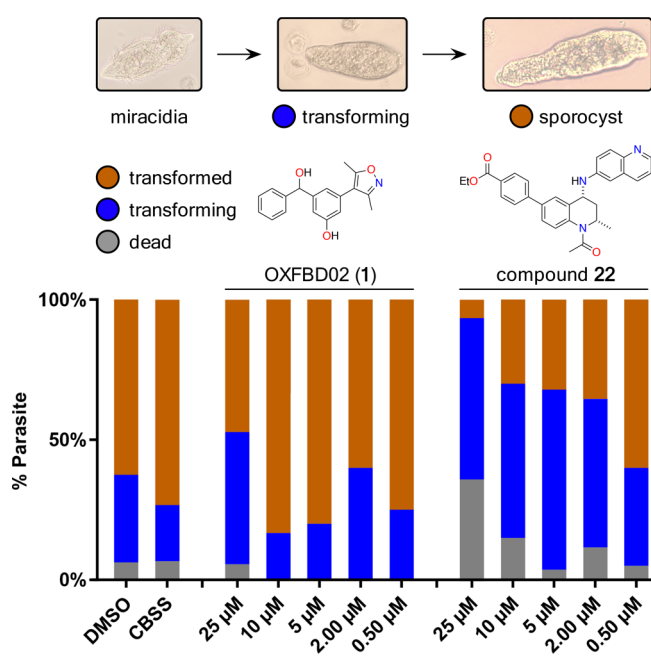 miracidia
transforming
sporocyst
transformed
transforming
dead
OH
O
N
OH
O
EtO
HN
N
N
O
OXFBD02 (1)
compound 22
% Parasite
100%
50%
0%
DMSO
CBSS
25 µM
10 µM
5 µM
2.00 µM
0.50 µM
25 µM
10 µM
5 µM
2.00 µM
0.50 µM